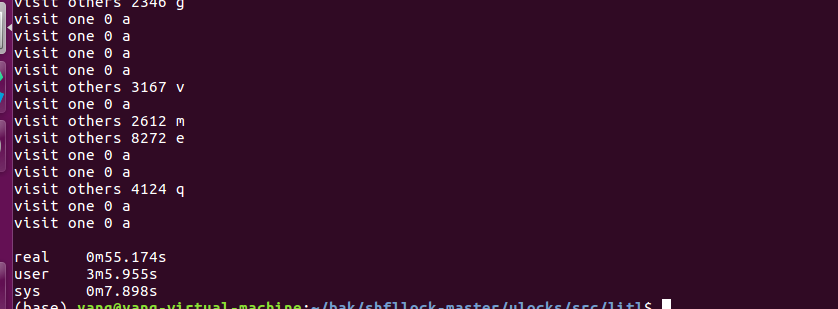 visit others 2346 g
visit one 0 a
visit one 0 a
visit one 0 a
visit one 0 a
visit others 3167 v
visit one 0 a
visit others 2612 m
visit others 8272 e
visit one 0 a
visit one 0 a
visit others 4124 q
visit one 0 a
visit one 0 a
real 0m55.174s
user 3m5.955s
sys 0m7.898s
(base) yang@yang-virtual-machine:~/bak/shfllock-master/ulocks/src/litl$